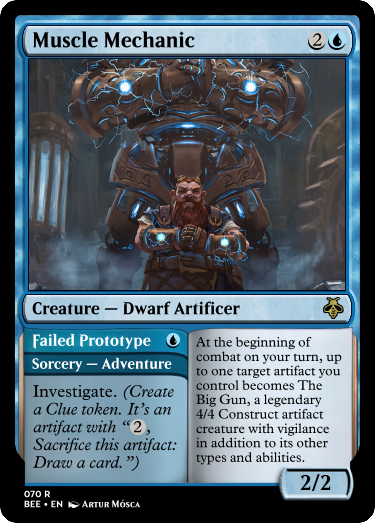 Muscle Mechanic 2
Creature — Dwarf Artificer
Failed Prototype
Sorcery — Adventure
Investigate. (Create
a Clue token. It's an
artifact with “2,
Sacrifice this artifact:
Draw a card.”)
At the beginning of
combat on your turn, up
to one target artifact you
control becomes The
Big Gun, a legendary
4/4 Construct artifact
creature with vigilance
in addition to its other
types and abilities.
2/2
070 R
BEE • EN Artur Mósca